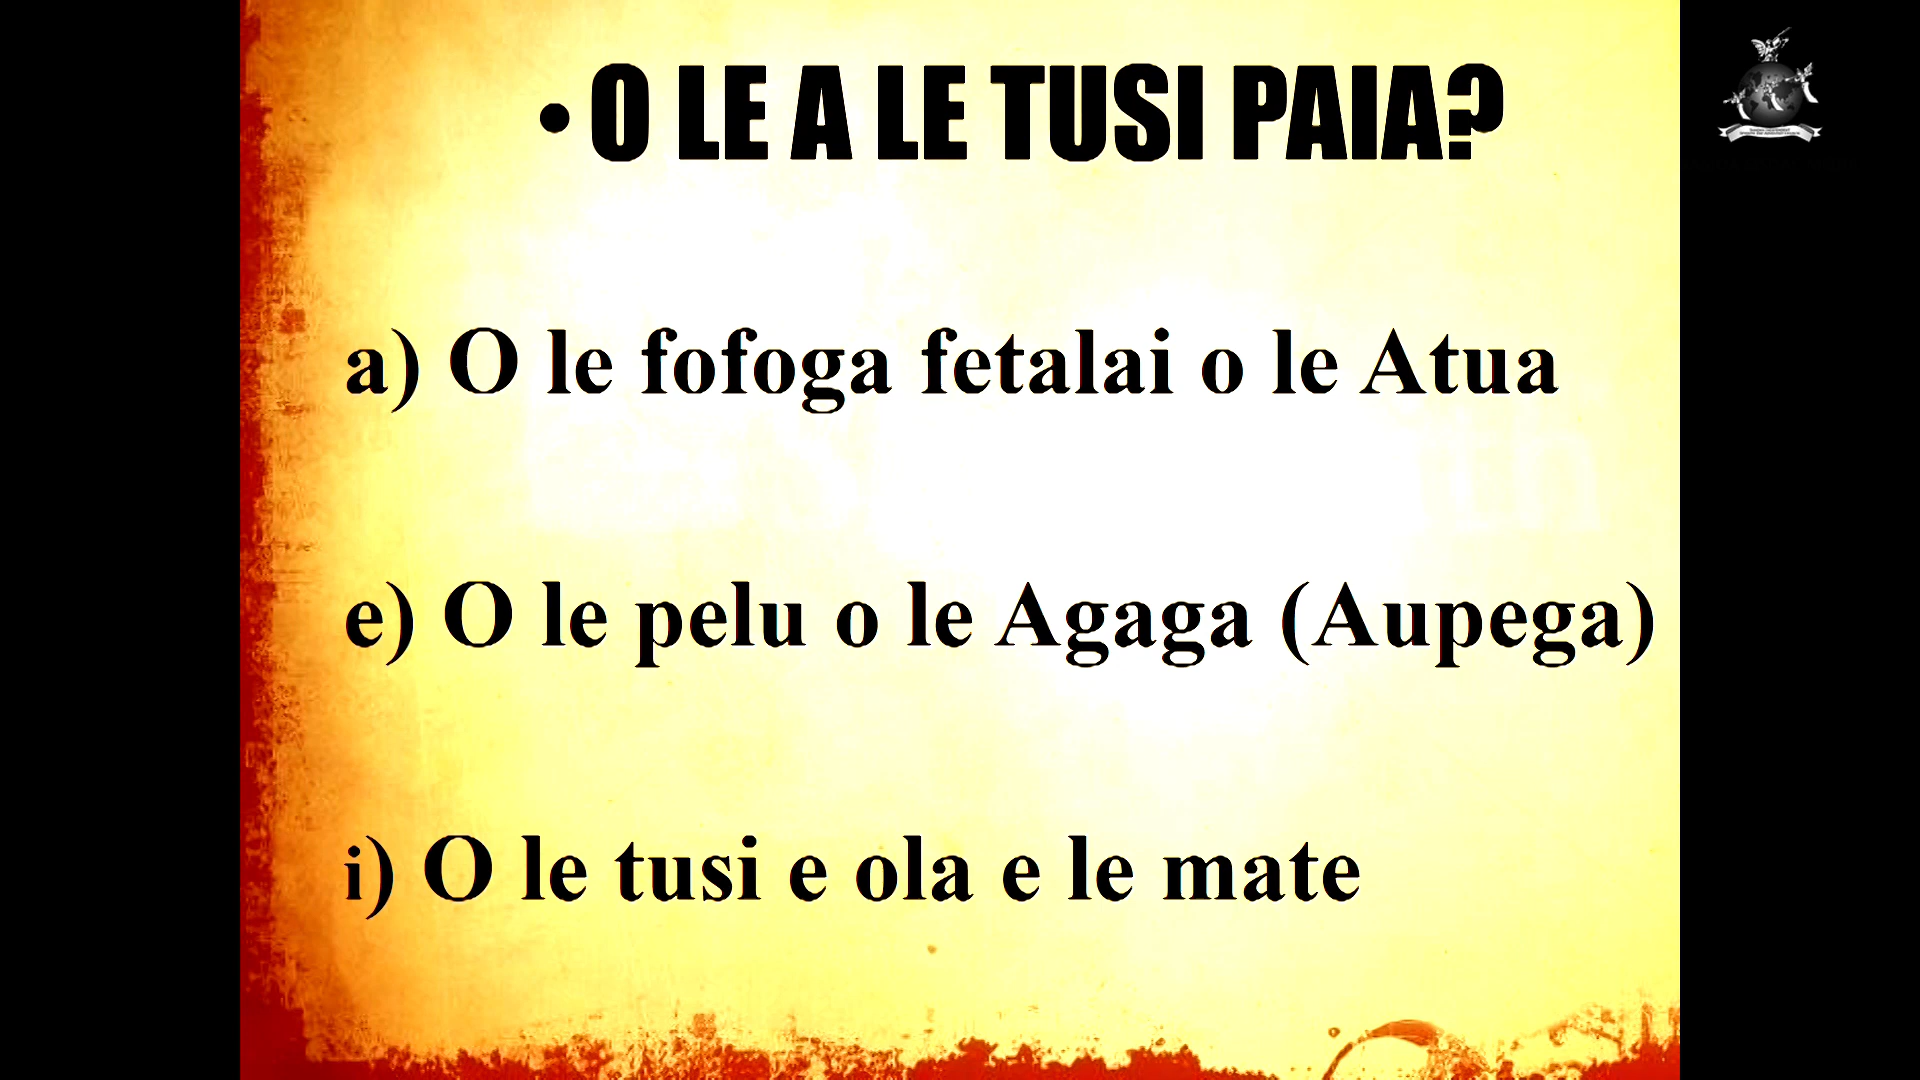 • O LE A LE TUSI PAIA?
a) O le fofoga fetalai o le Atua
e) O le pelu o le Agaga (Aupega)
i) O le tusi e ola e le mate